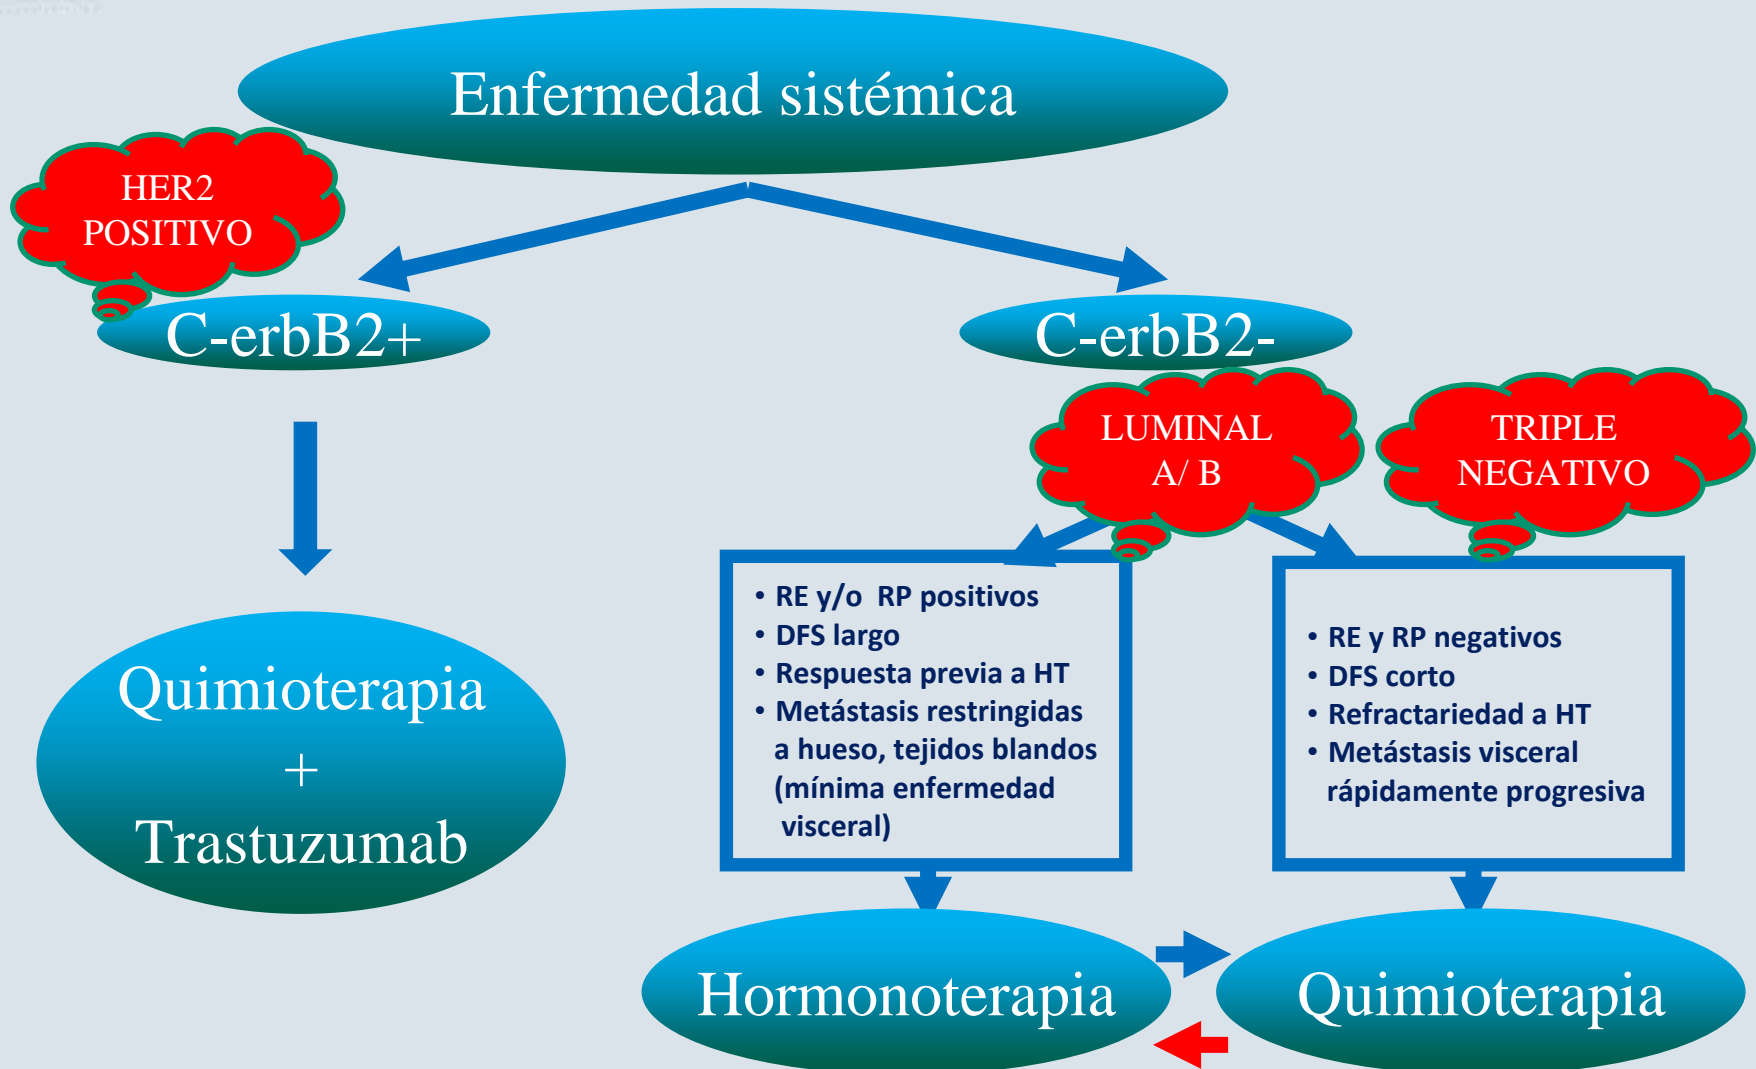 Enfermedad sistémica
HER2
POSITIVO
C-erbB2+
C-erbB2-
LUMINAL
A/ B
TRIPLE
NEGATIVO
Quimioterapia
+
Trastuzumab
• RE y/o RP positivos
• DFS largo
• Respuesta previa a HT
• Metástasis restringidas
a hueso, tejidos blandos
(mínima enfermedad
visceral)
• RE y RP negativos
• DFS corto
• Refractariedad a HT
• Metástasis visceral
rápidamente progresiva
Hormonoterapia
Quimioterapia